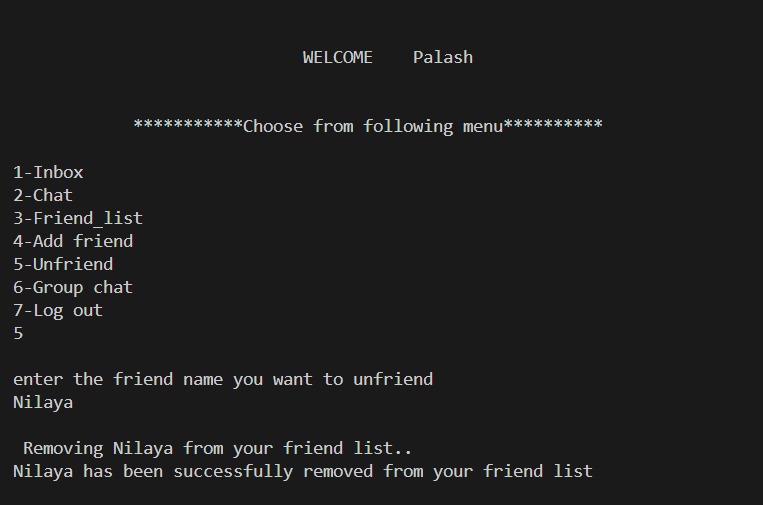 WELCOME    Palash
***********Choose from following menu**********
1-Inbox
2-Chat
3-Friend_list
4-Add friend
5-Unfriend
6-Group chat
7-Log out
5
enter the friend name you want to unfriend
Nilaya
Removing Nilaya from your friend list..
Nilaya has been successfully removed from your friend list